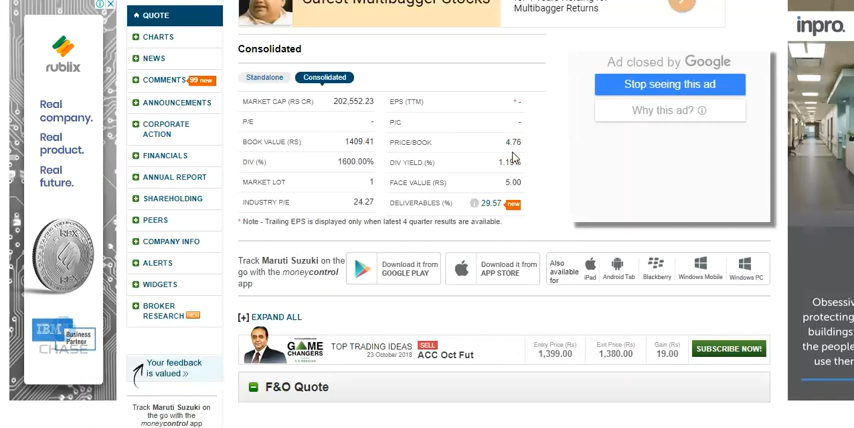 rublix
Real
company.
Real
product.
Real
future.
REX
IBM
Business
Partner
CHASE
QUOTE
CHARTS
NEWS
COMMENTS 99 new
ANNOUNCEMENTS
CORPORATE
ACTION
FINANCIALS
ANNUAL REPORT
SHAREHOLDING
PEERS
COMPANY INFO
ALERTS
WIDGETS
BROKER
RESEARCH
Your feedback
is valued »
Track Maruti Suzuki on
the go with the
moneycontrol app
Safest Multibagger Stocks
Multibagger Returns
Consolidated
Standalone Consolidated
MARKET CAP (RS CR) 202,552.23 EPS (TTM) * -
P/E - P/C -
BOOK VALUE (RS) 1409.41 PRICE/BOOK 4.76
DIV (%) 1600.00% DIV YIELD.(%)
MARKET LOT 1 FACE VALUE (RS) 5.00
INDUSTRY P/E 24.27 DELIVERABLES (%) 29.57 new
* Note - Trailing EPS is displayed only when latest 4 quarter results are available.
Track Maruti Suzuki on the
go with the moneycontrol
app
Download it from
GOOGLE PLAY
Download it from
APP STORE
Also
available
for
iPad Android Tab Blackberry Windows Mobile Windows PC
[+] EXPAND ALL
GAME
CHANGERS
TOP TRADING IDEAS
23 October 2018
SELL
ACC Oct Fut
Entry Price (Rs)
1,399.00
Exit Price (Rs)
1,380.00
Gain (Rs)
19.00
SUBSCRIBE NOW!
F&O Quote
Ad closed by Google
Stop seeing this ad
Why this ad?
inpro.
Obsessive
protecting
buildings
the people
use the